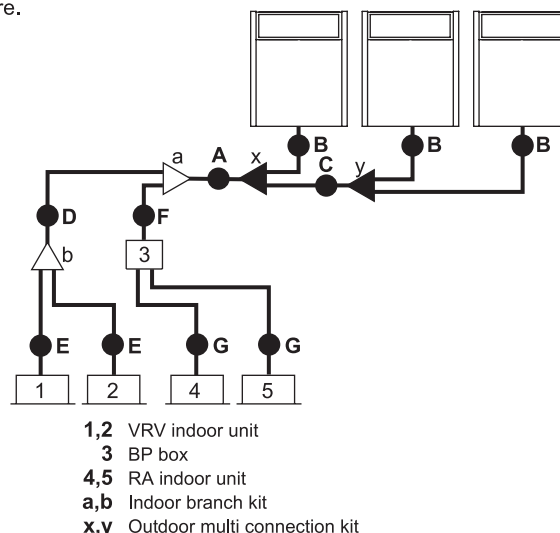 re.
B
B
B
a
A
x
C
y
D
F
b
3
E
E
G
G
1
2
4
5
1,2 VRV indoor unit
3 BP box
4,5 RA indoor unit
a,b Indoor branch kit
x,y Outdoor multi connection kit